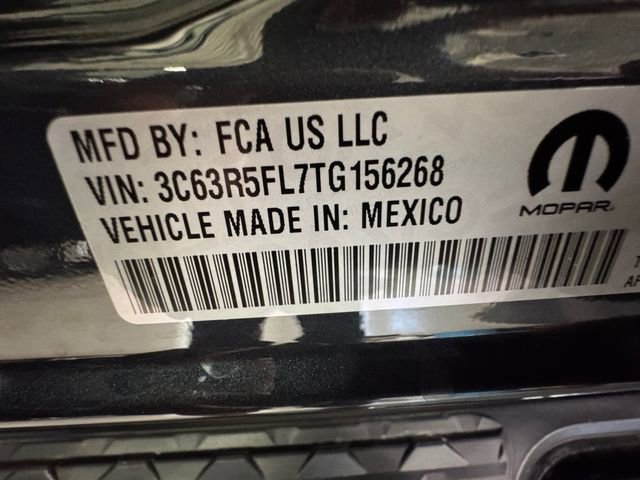 MFD BY: FCA US LLC
VIN: 3C63R5FL7TG156268
VEHICLE MADE IN: MEXICO
MOPAR